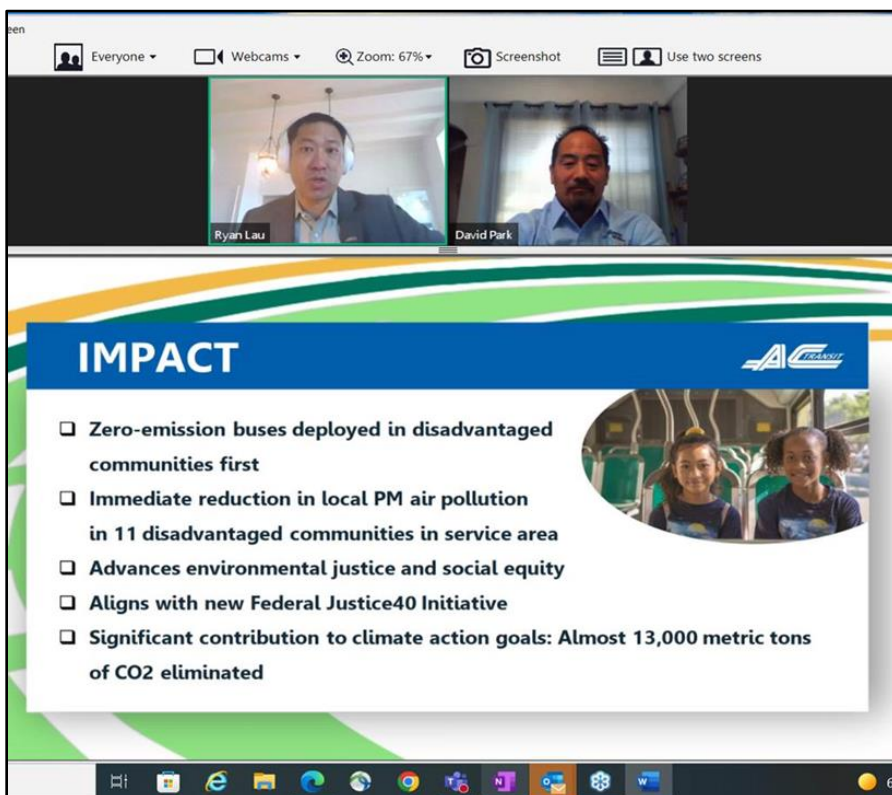 een
Everyone
Webcams
Zoom: 67%
Screenshot
Use two screens
Ryan Lau
David Park
IMPACT
AC TRANSIT
Zero-emission buses deployed in disadvantaged
communities first
Immediate reduction in local PM air pollution
in 11 disadvantaged communities in service area
Advances environmental justice and social equity
Aligns with new Federal Justice40 Initiative
Significant contribution to climate action goals: Almost 13,000 metric tons
of CO2 eliminated